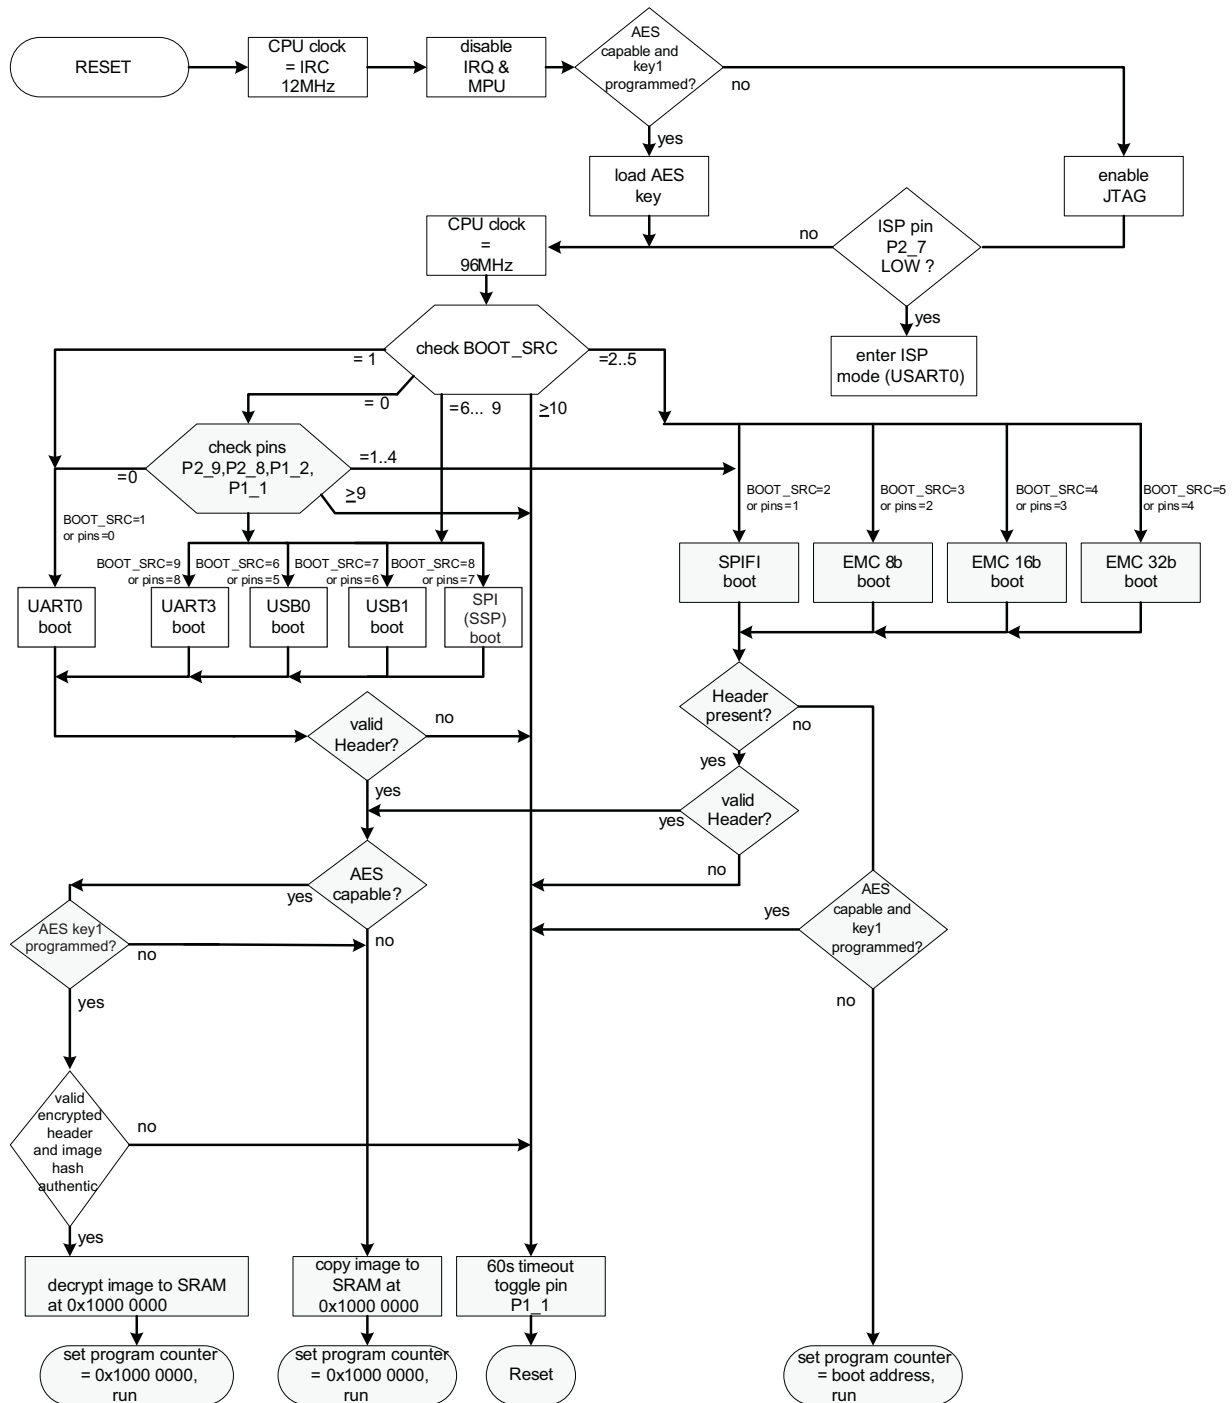 RESET
CPU clock
= IRC
12MHz
disable
IRQ &
MPU
AES
capable and
key1
programmed?
no
yes
load AES
key
enable
JTAG
ISP pin
P2_7
LOW ?
no
yes
enter ISP
mode (USART0)
CPU clock
=
96MHz
check BOOT_SRC
= 1
=2..5
= 0
=6... 9
≥10
check pins
P2_9,P2_8,P1_2,
P1_1
=0
=1..4
≥9
BOOT_SRC=1
or pins=0
BOOT_SRC=9
or pins=8
BOOT_SRC=6
or pins=5
BOOT_SRC=7
or pins=6
BOOT_SRC=8
or pins=7
BOOT_SRC=2
or pins=1
BOOT_SRC=3
or pins=2
BOOT_SRC=4
or pins=3
BOOT_SRC=5
or pins=4
UART0
boot
UART3
boot
USB0
boot
USB1
boot
SPI
(SSP)
boot
SPIFI
boot
EMC 8b
boot
EMC 16b
boot
EMC 32b
boot
valid
Header?
no
yes
Header
present?
no
yes
valid
Header?
yes
no
AES
capable?
yes
no
AES key1
programmed?
no
yes
AES
capable and
key1
programmed?
yes
no
valid
encrypted
header
and image
hash
authentic
no
yes
decrypt image to SRAM
at 0x1000 0000
copy image to
SRAM at
0x1000 0000
60s timeout
toggle pin
P1_1
set program counter
= 0x1000 0000,
run
set program counter
= 0x1000 0000,
run
Reset
set program counter
= boot address,
run